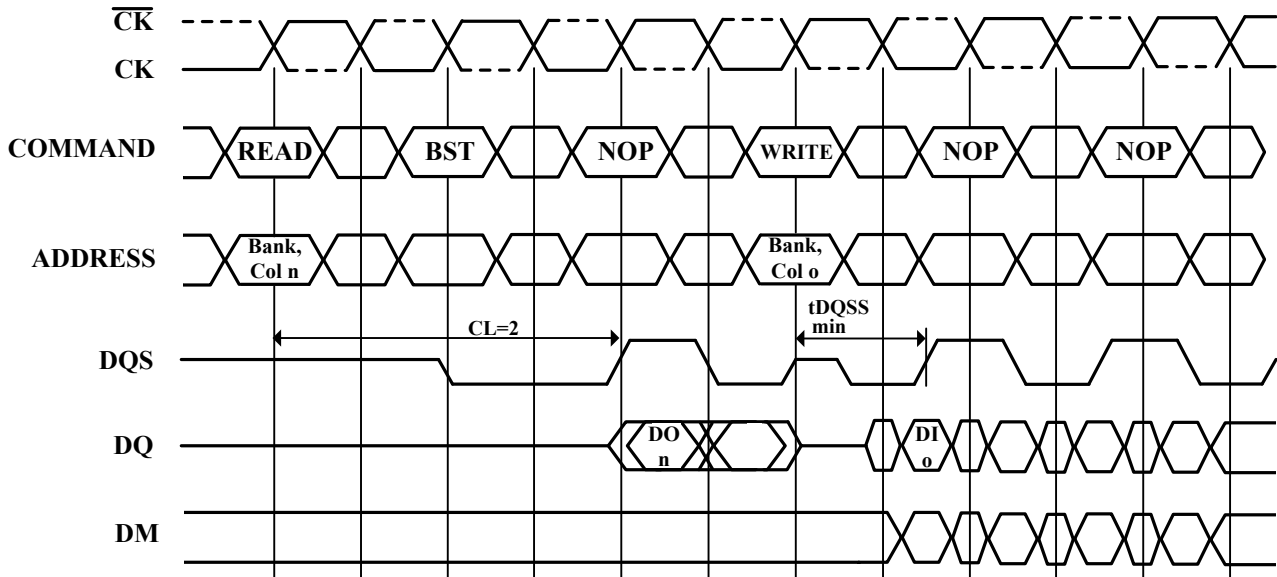 C̅K̅
CK
COMMAND READ BST NOP WRITE NOP NOP
ADDRESS Bank, Col n Bank, Col o
CL=2 tDQSS min
DQS
DQ DO n DI o
DM